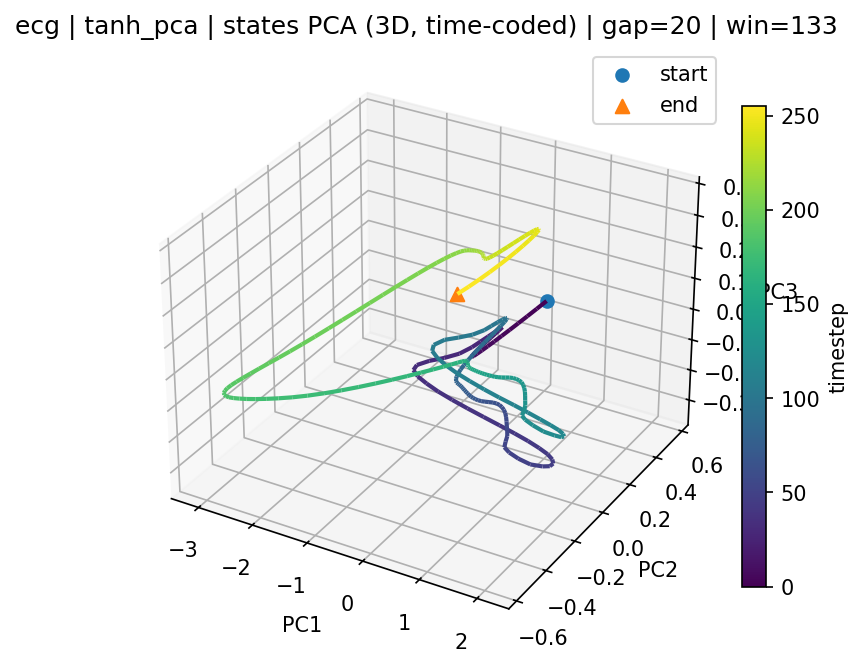 ecg | tanh_pca | states PCA (3D, time-coded) | gap=20 | win=133
start
end
250
200
150
100
50
0
timestep
PC3
0.2
0.6
0.4
0.2
0.0
−0.2
−0.4
−0.6
PC2
−3
−2
−1
0
1
2
PC1